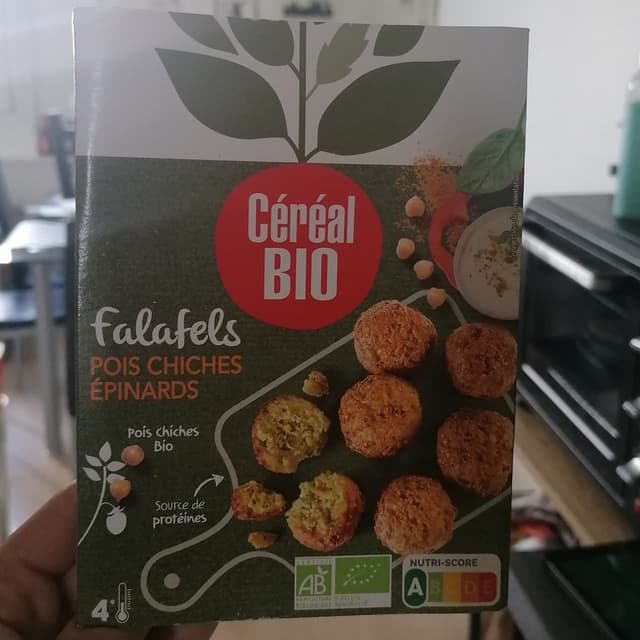 Céréal
BIO
Falafels
POIS CHICHES
ÉPINARDS
Pois chiches
Bio
Source de
protéines
4°
AB
NUTRI-SCORE
A B C D E